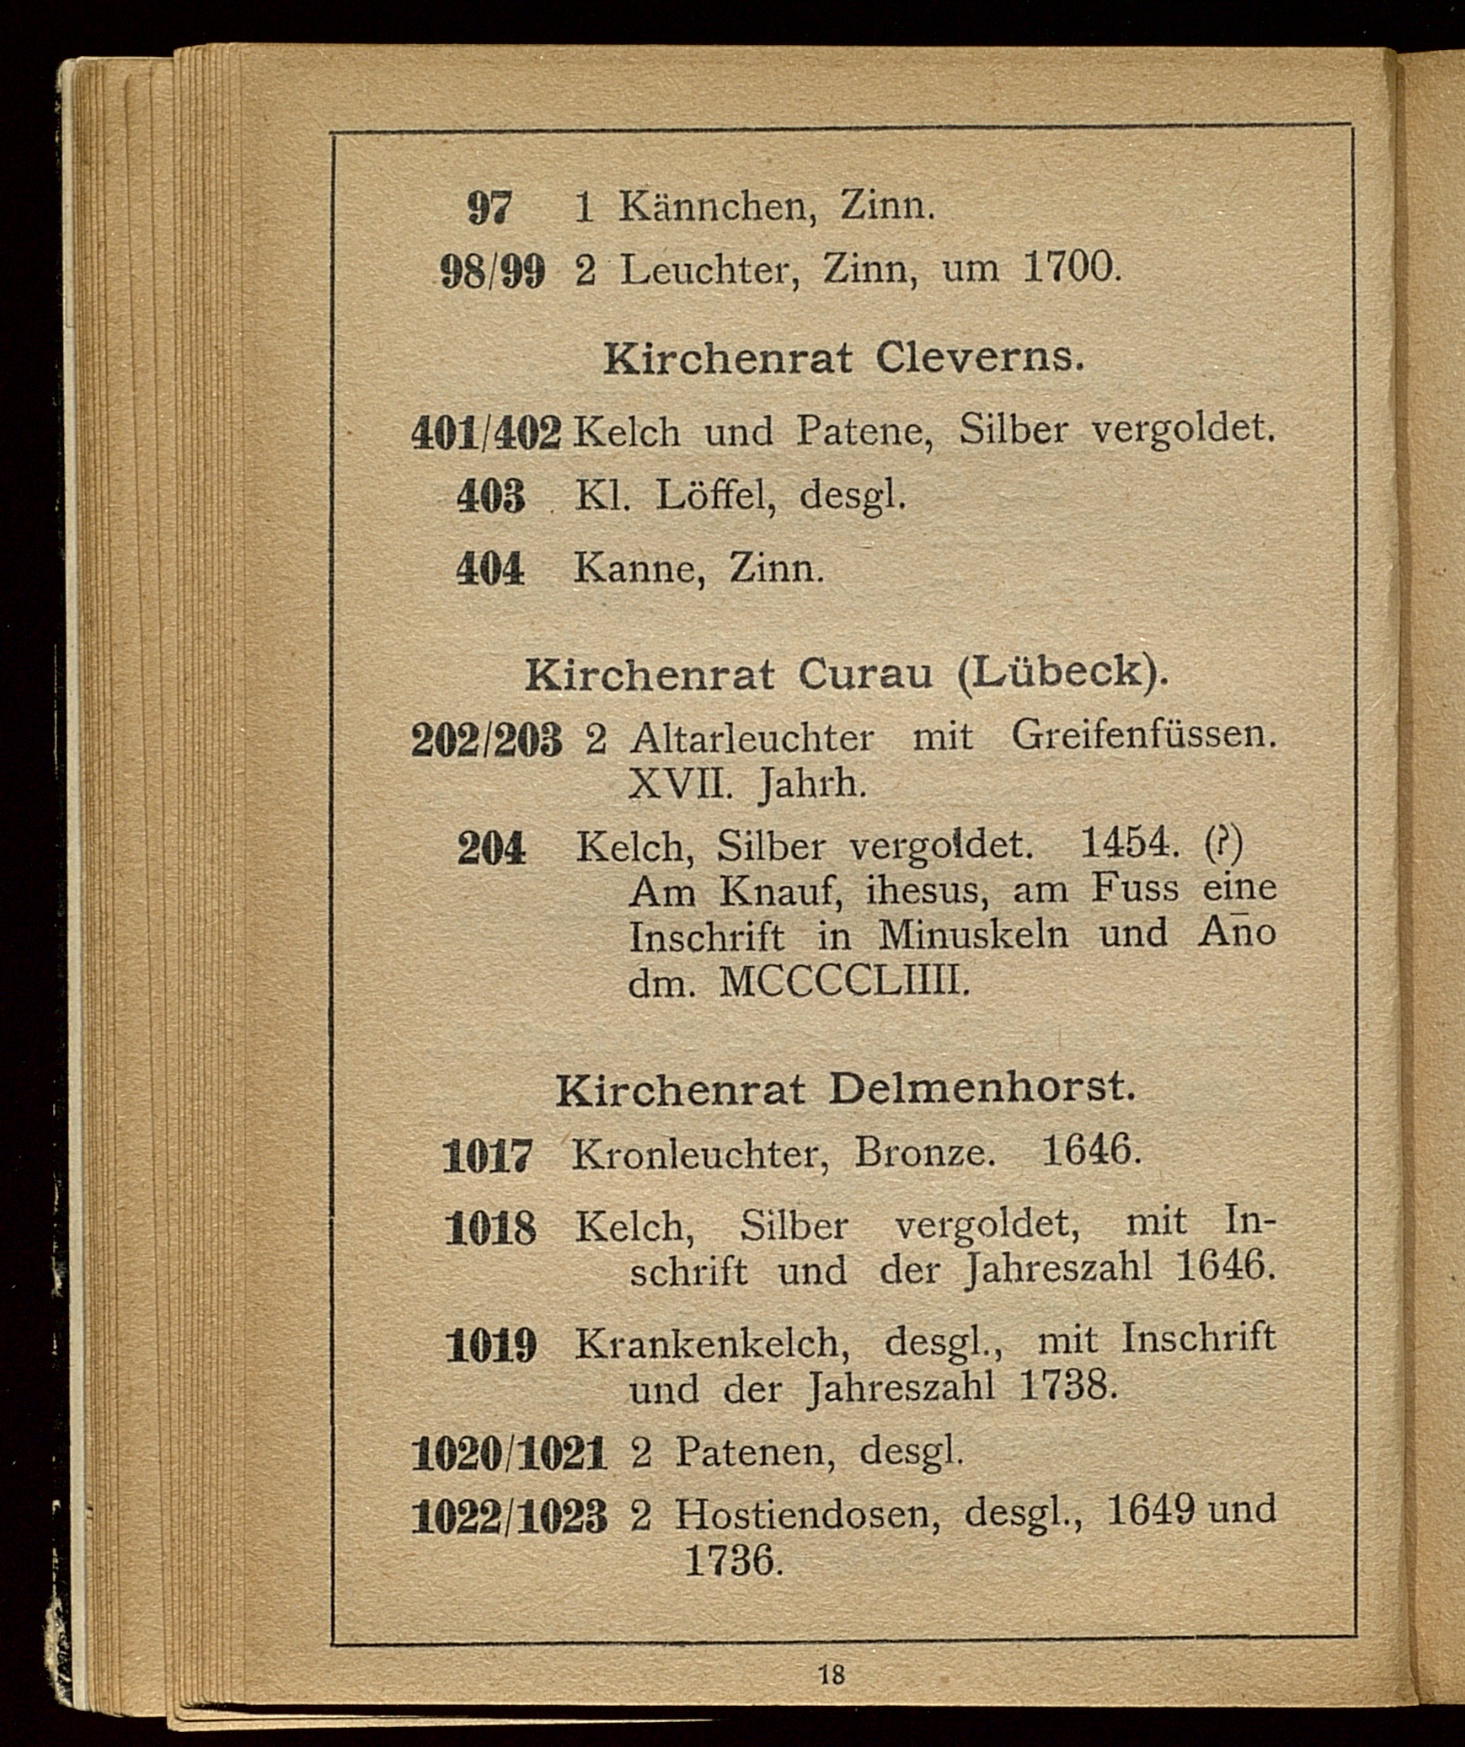 97 1 Kännchen, Zinn.
98/99 2 Leuchter, Zinn, um 1700.
Kirchenrat Cleverns.
401/402 Kelch und Patene, Silber vergoldet.
403 Kl. Löffel, desgl.
404 Kanne, Zinn.
Kirchenrat Curau (Lübeck).
202/203 2 Altarleuchter mit Greifenfüssen.
XVII. Jahrh.
204 Kelch, Silber vergoldet. 1454. (?)
Am Knauf, ihesus, am Fuss eine
Inschrift in Minuskeln und An̄o
dm. MCCCCCLIIII.
Kirchenrat Delmenhorst.
1017 Kronleuchter, Bronze. 1646.
1018 Kelch, Silber vergoldet, mit In-
schrift und der Jahreszahl 1646.
1019 Krankenkelch, desgl., mit Inschrift
und der Jahreszahl 1738.
1020/1021 2 Patenen, desgl.
1022/1023 2 Hostiendosen, desgl., 1649 und
1736.
18